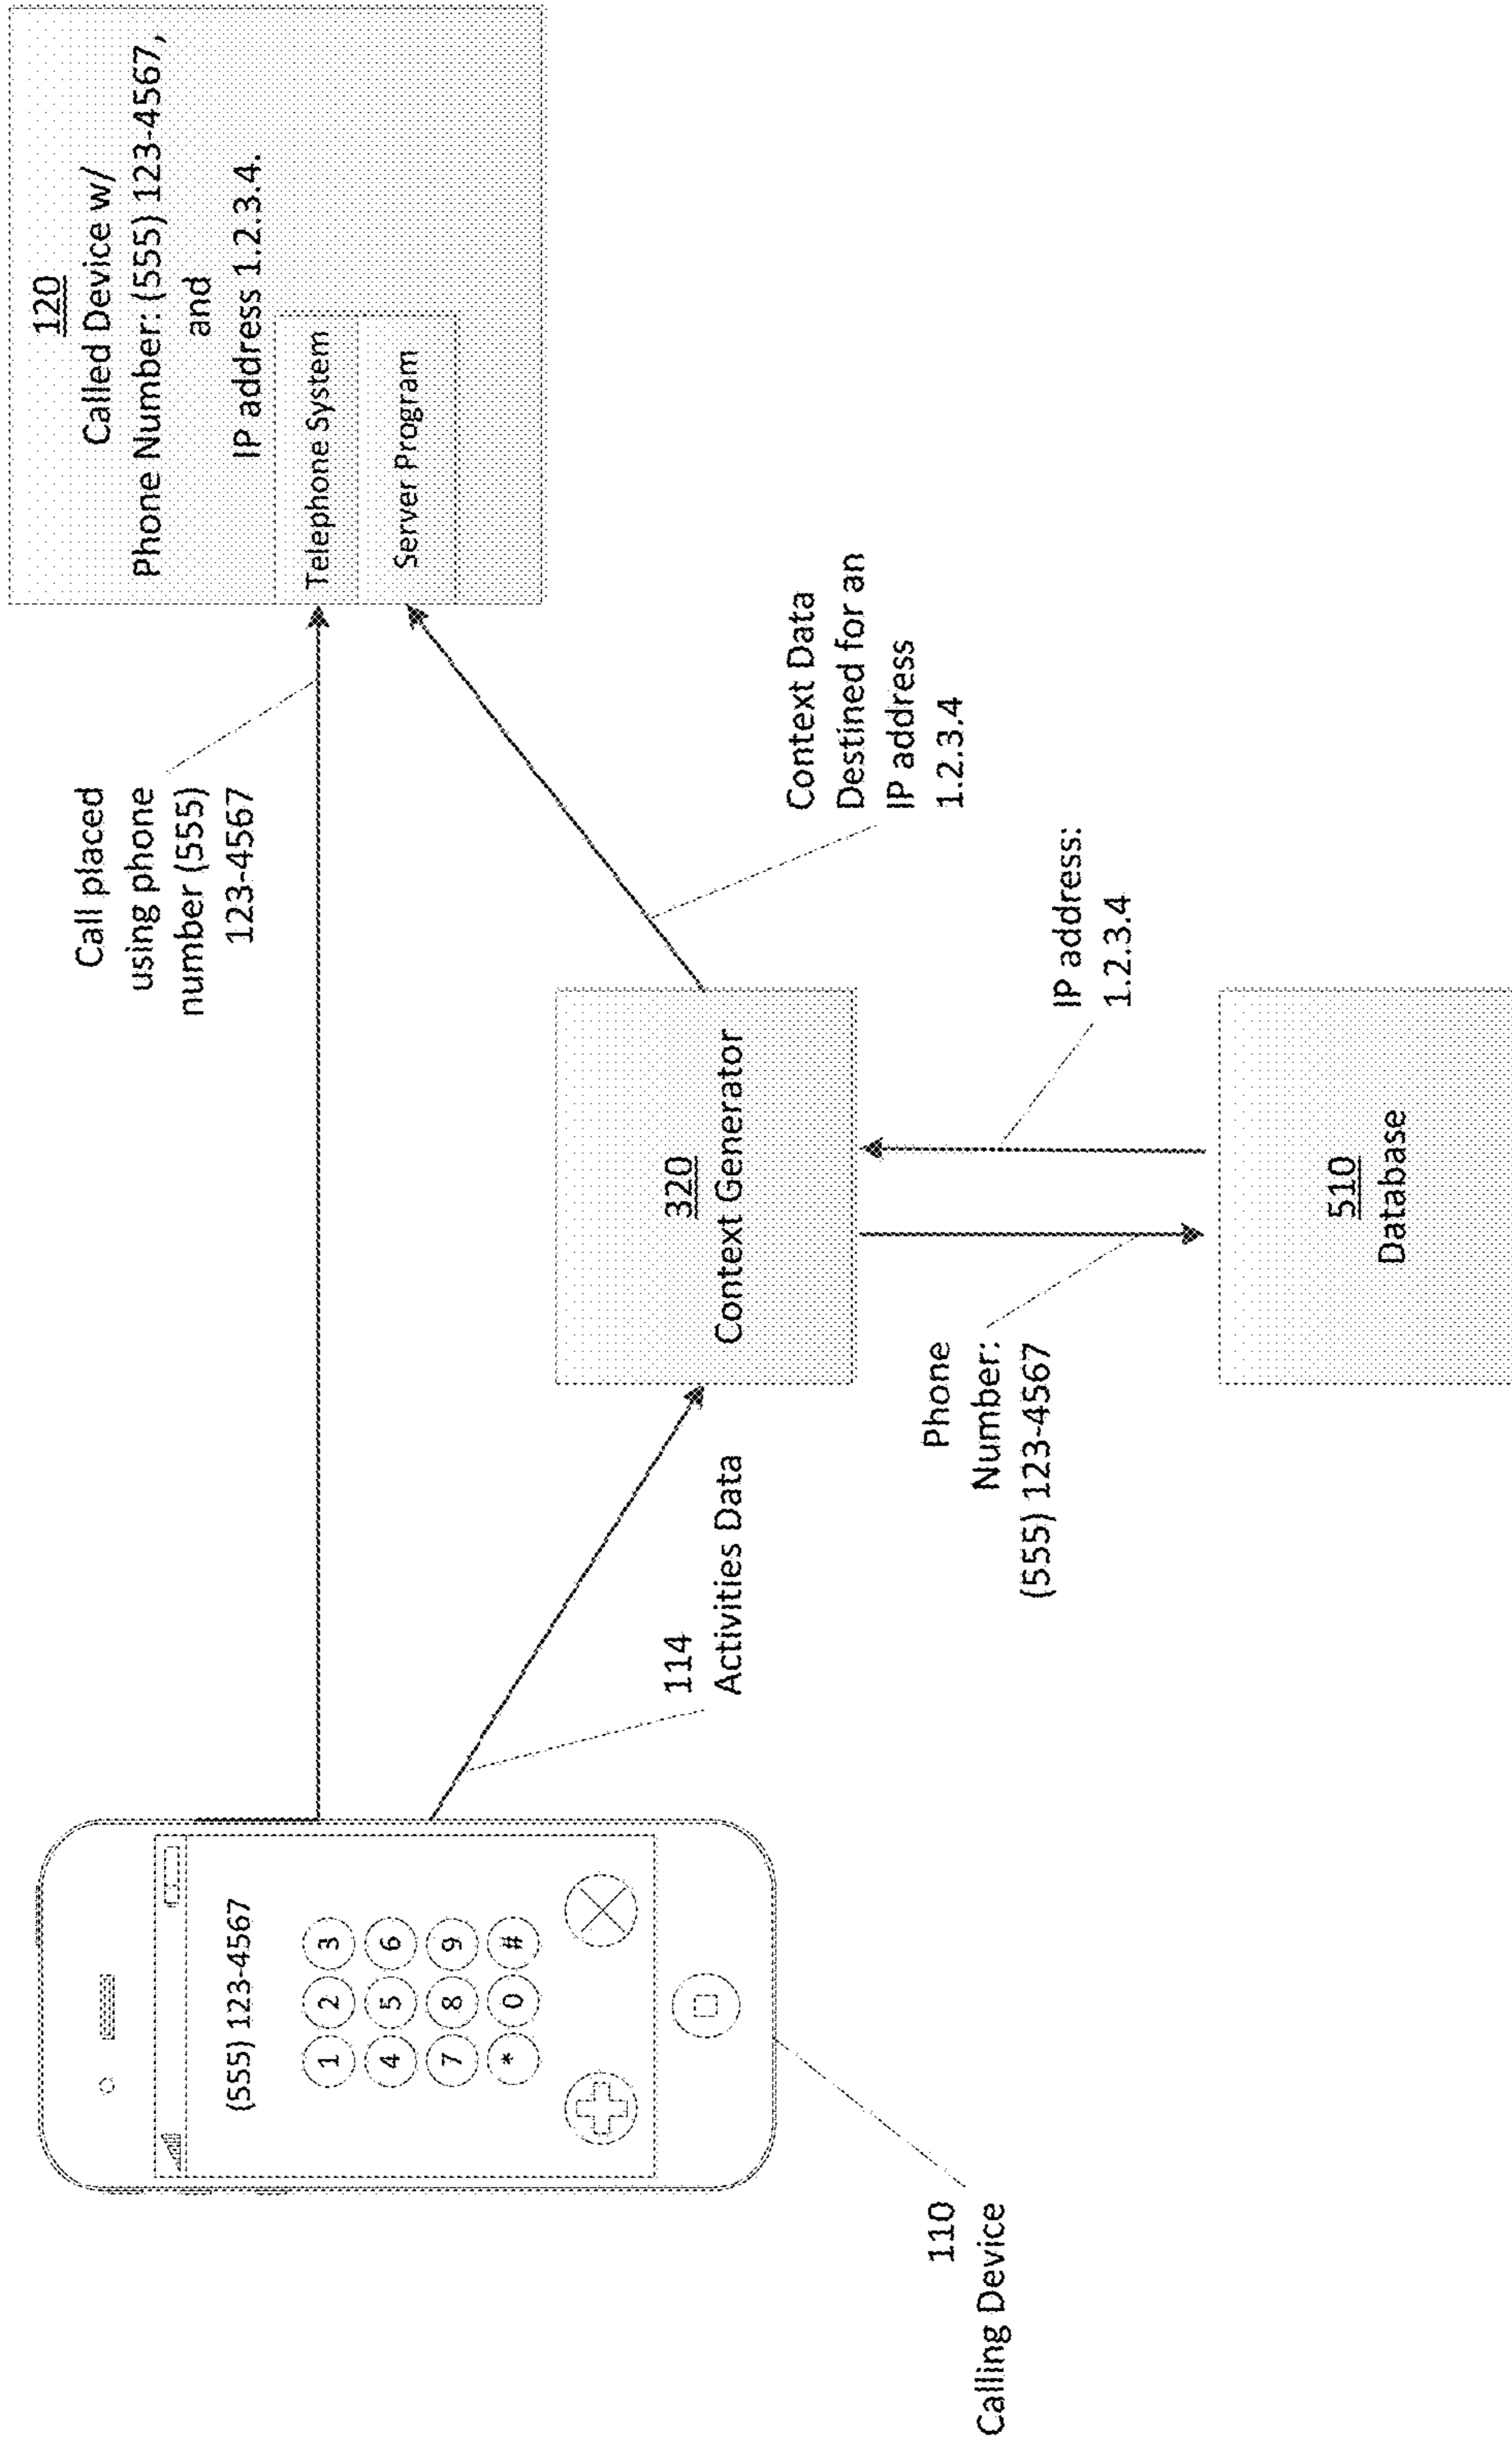 (555) 123-4567
1 2 3
4 5 6
7 8 9
* 0 #
110
Calling Device
114
Activities Data
Call placed
using phone
number (555)
123-4567
120
Called Device w/
Phone Number: (555) 123-4567,
and
IP address 1.2.3.4.
Telephone System
Server Program
320
Context Generator
Context Data
Destined for an
IP address
1.2.3.4
Phone
Number:
(555) 123-4567
IP address:
1.2.3.4
510
Database